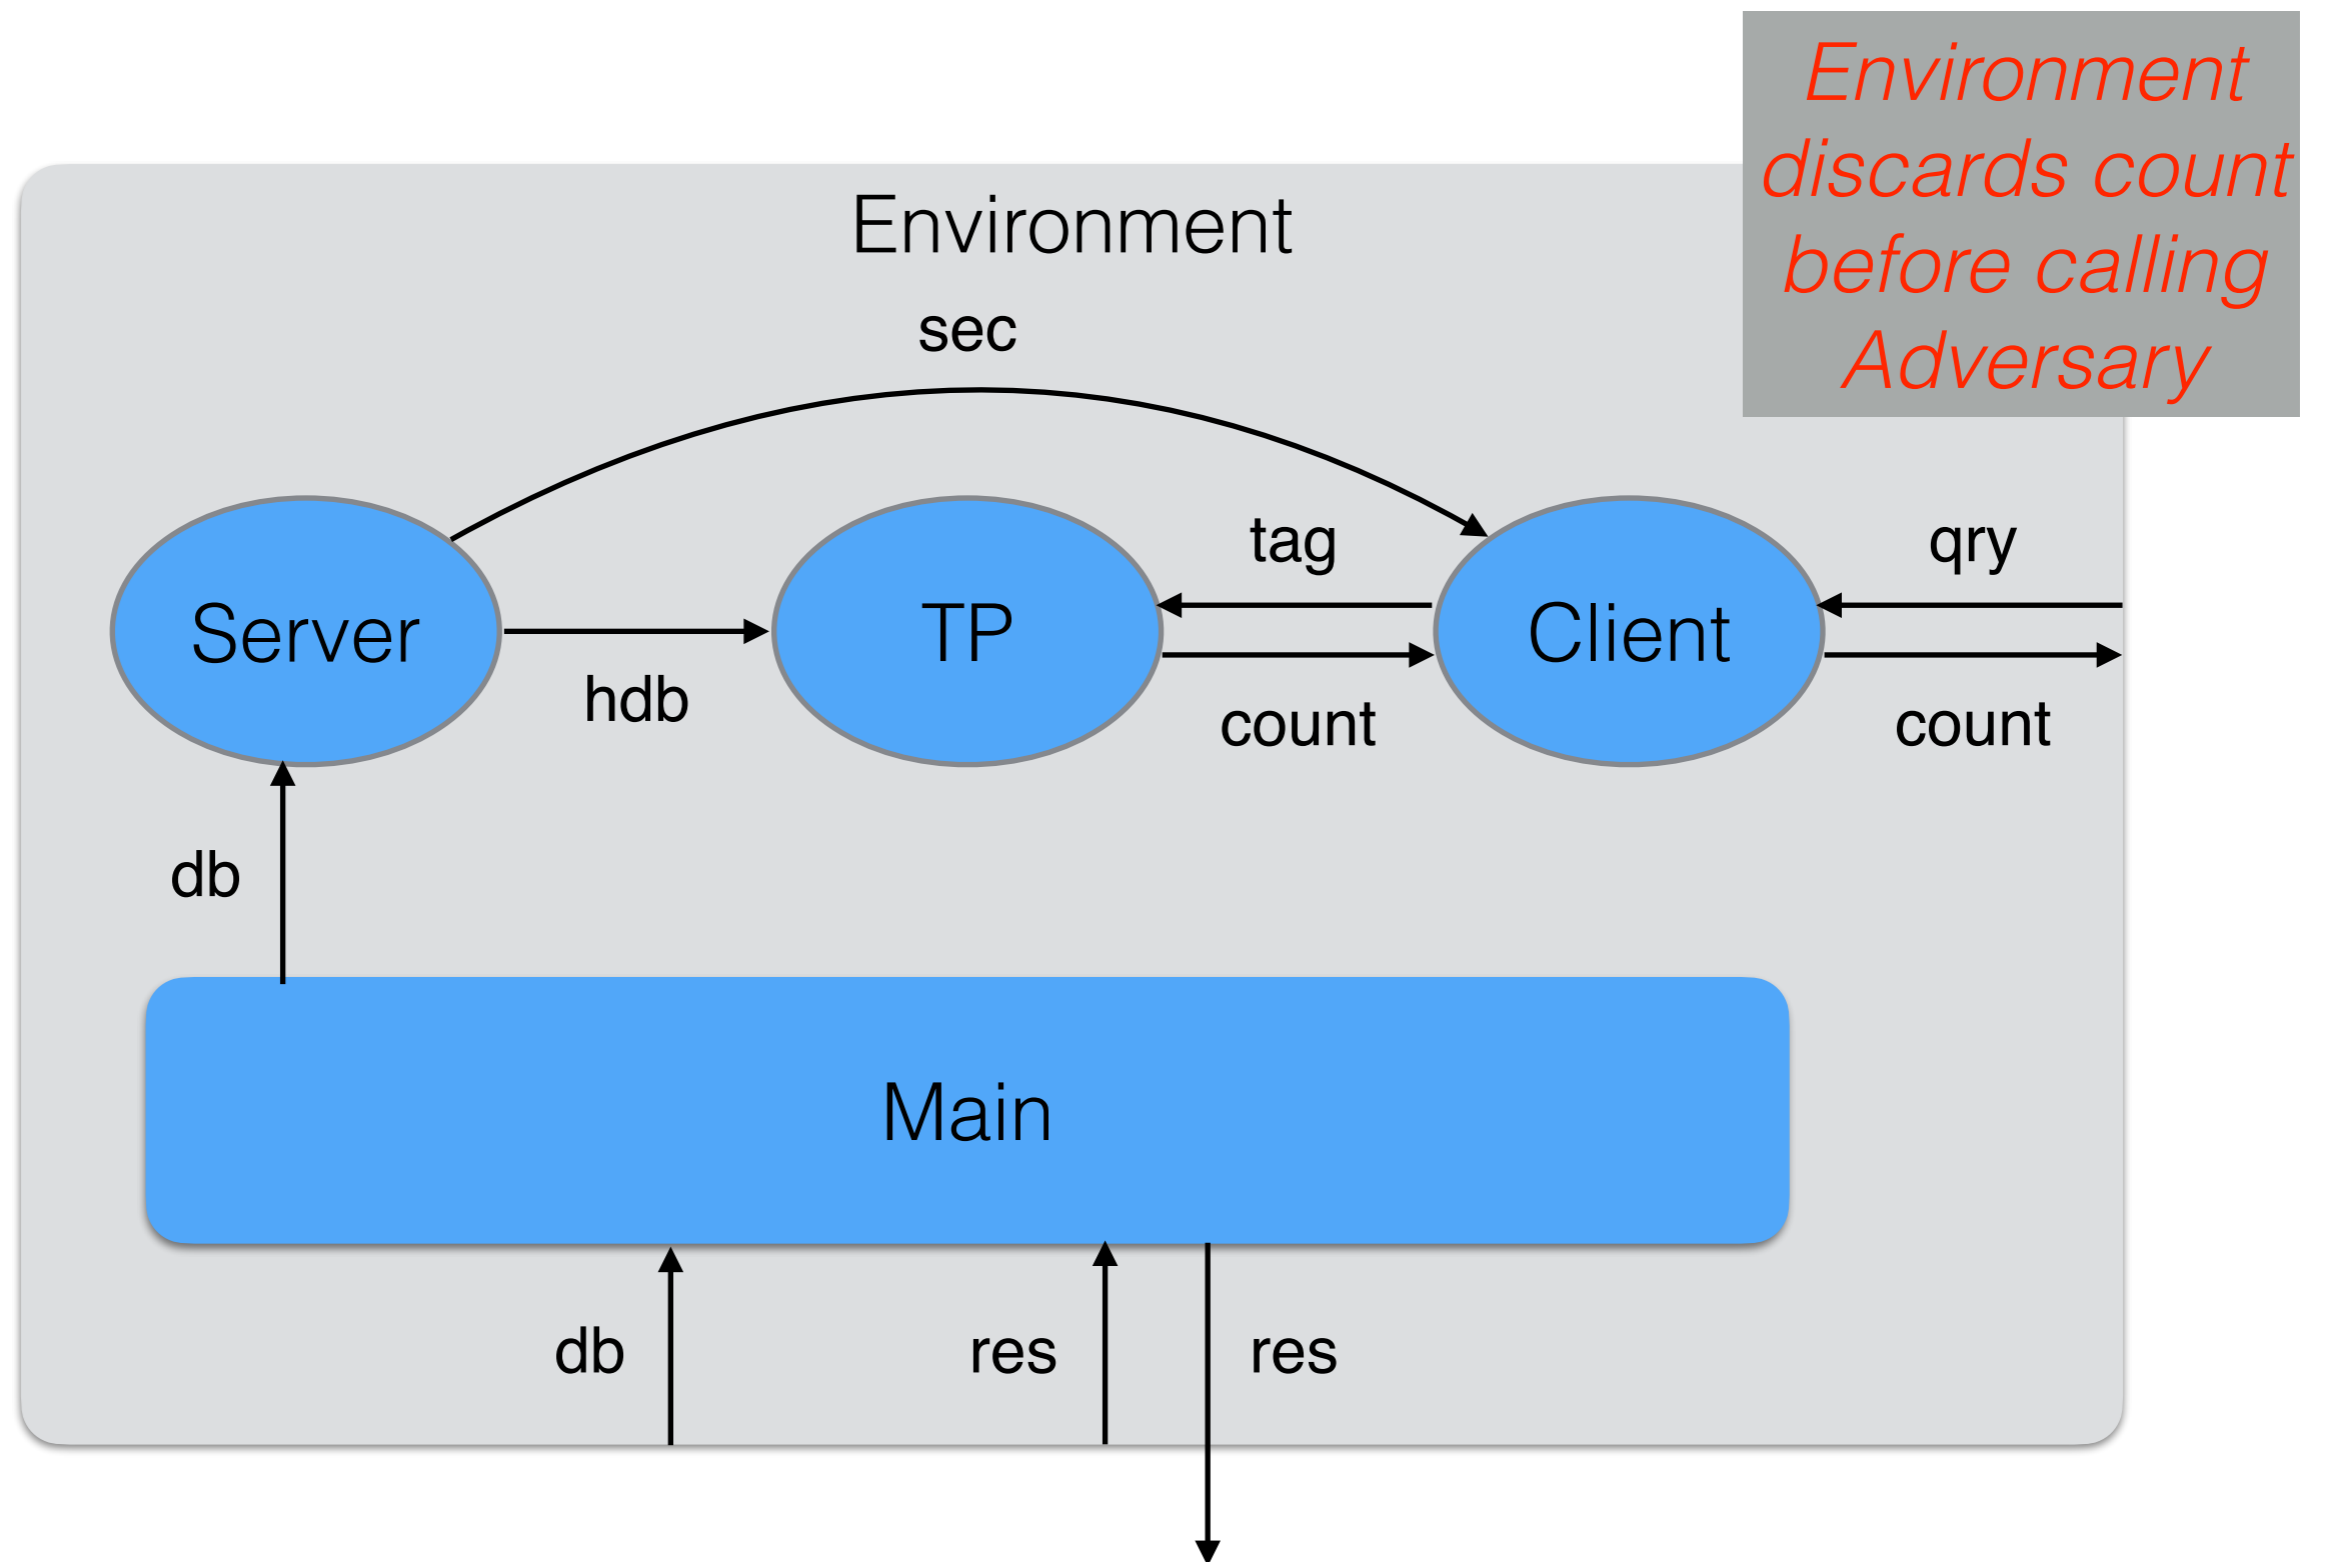 Environment
discards count
before calling
Adversary
Environment
sec
tag
qry
Server
TP
Client
hdb
count
count
db
Main
db
res
res